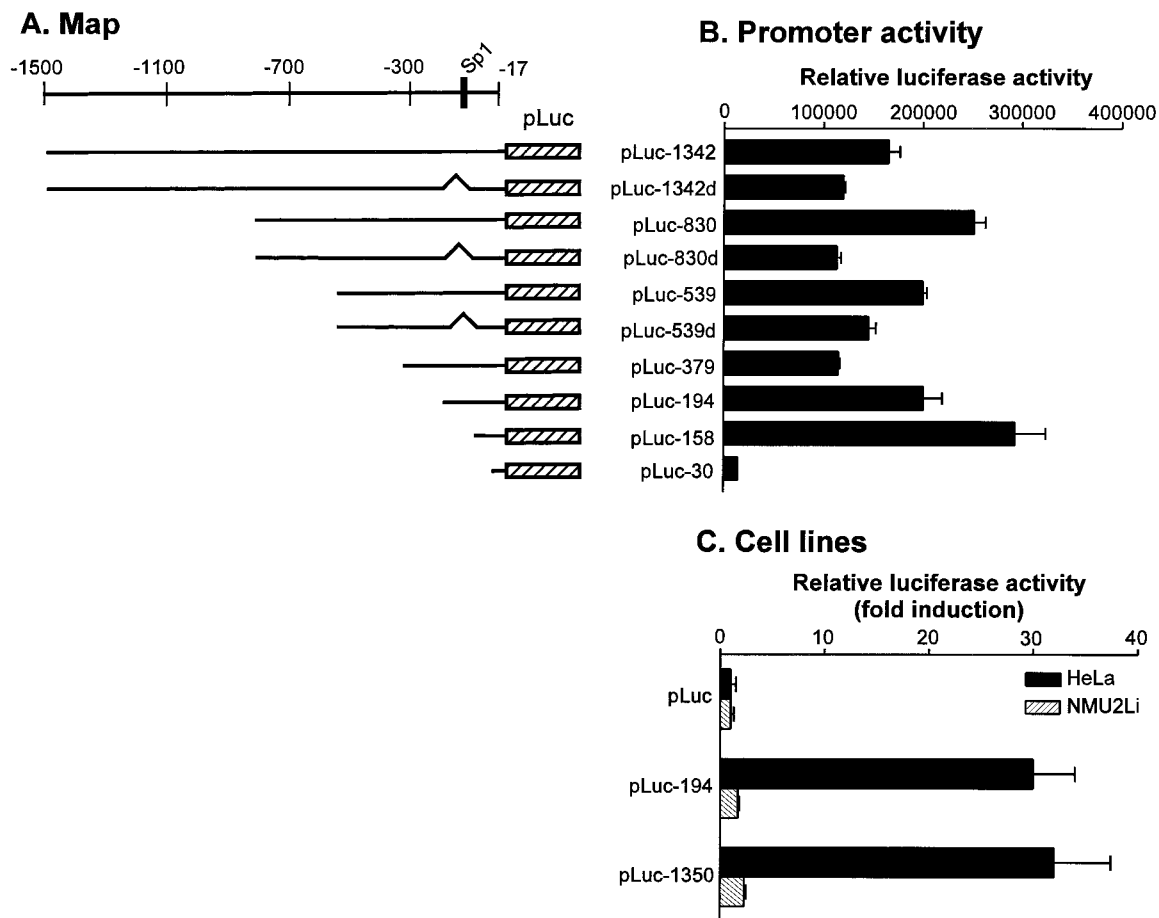 A. Map
-1500 -1100 -700 -300 Sp1 -17
pLuc
B. Promoter activity
Relative luciferase activity
0 100000 200000 300000 400000
pLuc-1342
pLuc-1342d
pLuc-830
pLuc-830d
pLuc-539
pLuc-539d
pLuc-379
pLuc-194
pLuc-158
pLuc-30
C. Cell lines
Relative luciferase activity
(fold induction)
0 10 20 30 40
HeLa
NMU2Li
pLuc
pLuc-194
pLuc-1350